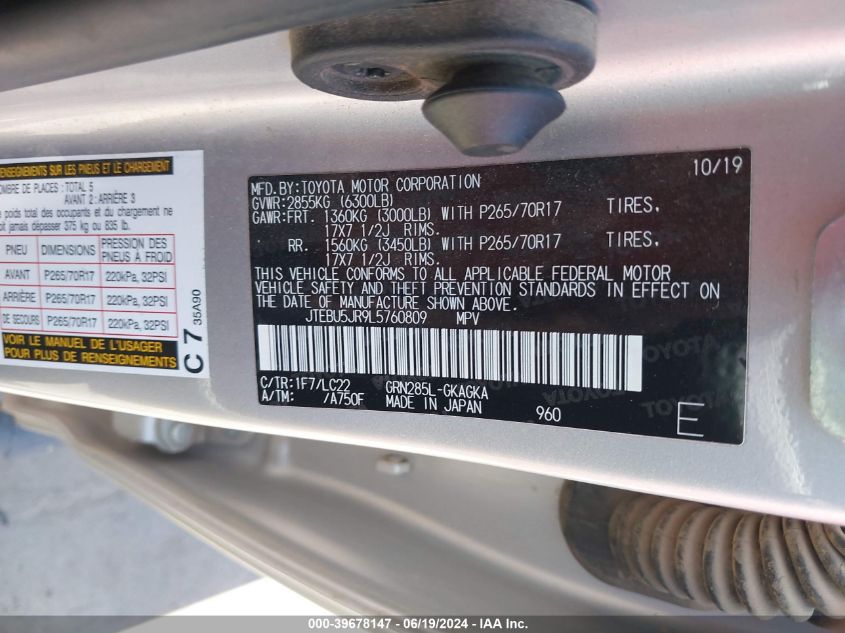 RENSEIGNEMENTS SUR LES PNEUS ET LE CHARGEMENT
NOMBRE DE PLACES: TOTAL 5
AVANT 2: ARRIÈRE 3
poids total des occupants et du chargement
doit jamais dépasser 375 kg ou 835 lb.
PNEU DIMENSIONS PRESSION DES PNEUS À FROID
AVANT P265/70R17 220kPa, 32PSI
ARRIÈRE P265/70R17 220kPa, 32PSI
DE SECOURS P265/70R17 220kPa, 32PSI
VOIR LE MANUEL DE L'USAGER
POUR PLUS DE RENSEIGNEMENTS
C 7 35A90
10/19
MFD.BY:TOYOTA MOTOR CORPORATION
GVWR:2855KG (6300LB)
GAWR:FRT. 1360KG (3000LB) WITH P265/70R17 TIRES.
17X7 1/2J RIMS.
RR. 1560KG (3450LB) WITH P265/70R17 TIRES.
17X7 1/2J RIMS.
THIS VEHICLE CONFORMS TO ALL APPLICABLE FEDERAL MOTOR
VEHICLE SAFETY AND THEFT PREVENTION STANDARDS IN EFFECT ON
THE DATE OF MANUFACTURE SHOWN ABOVE.
JTEBU5JR9L5760809 MPV
C/TR:1F7/LC22 GRN285L-GKAGKA
A/TM: /A750F MADE IN JAPAN 960 E
000-39678147 - 06/19/2024 - IAA Inc.